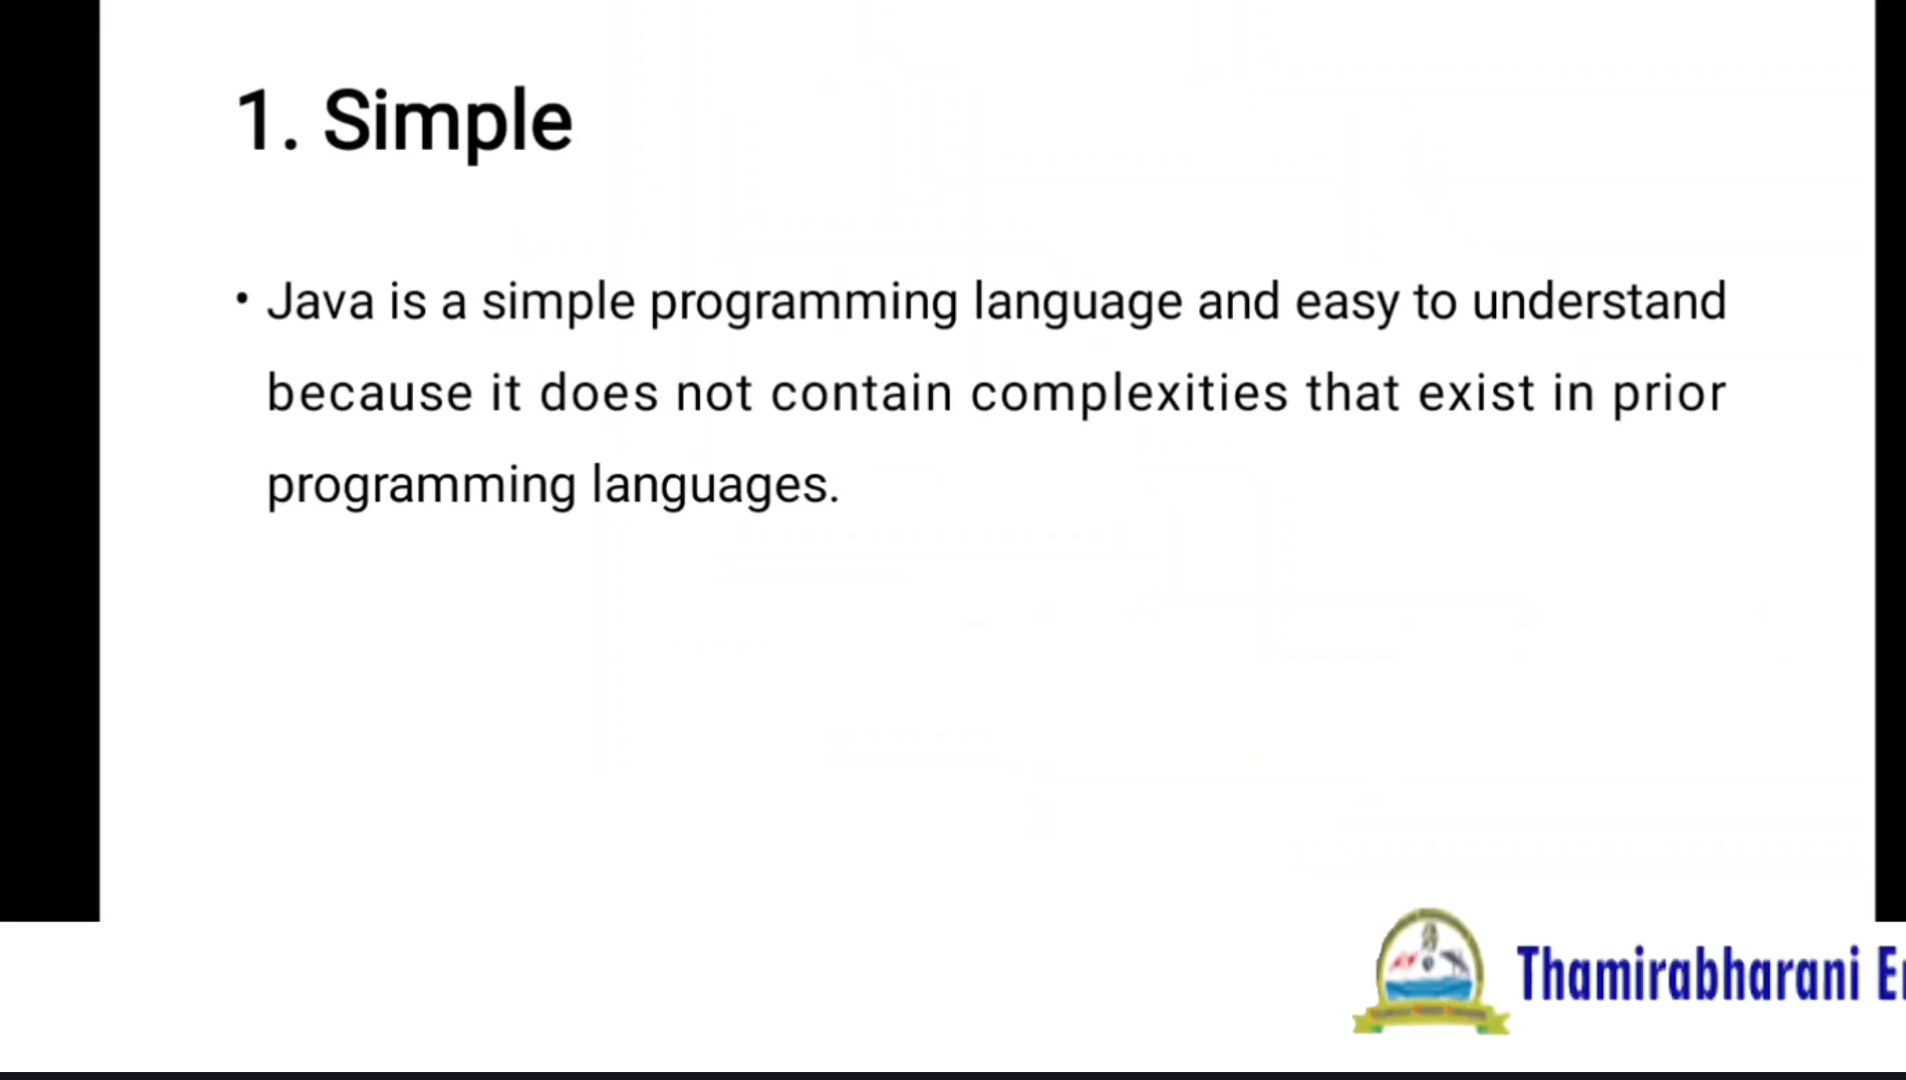 1. Simple
• Java is a simple programming language and easy to understand
because it does not contain complexities that exist in prior
programming languages.
Thamirabharani